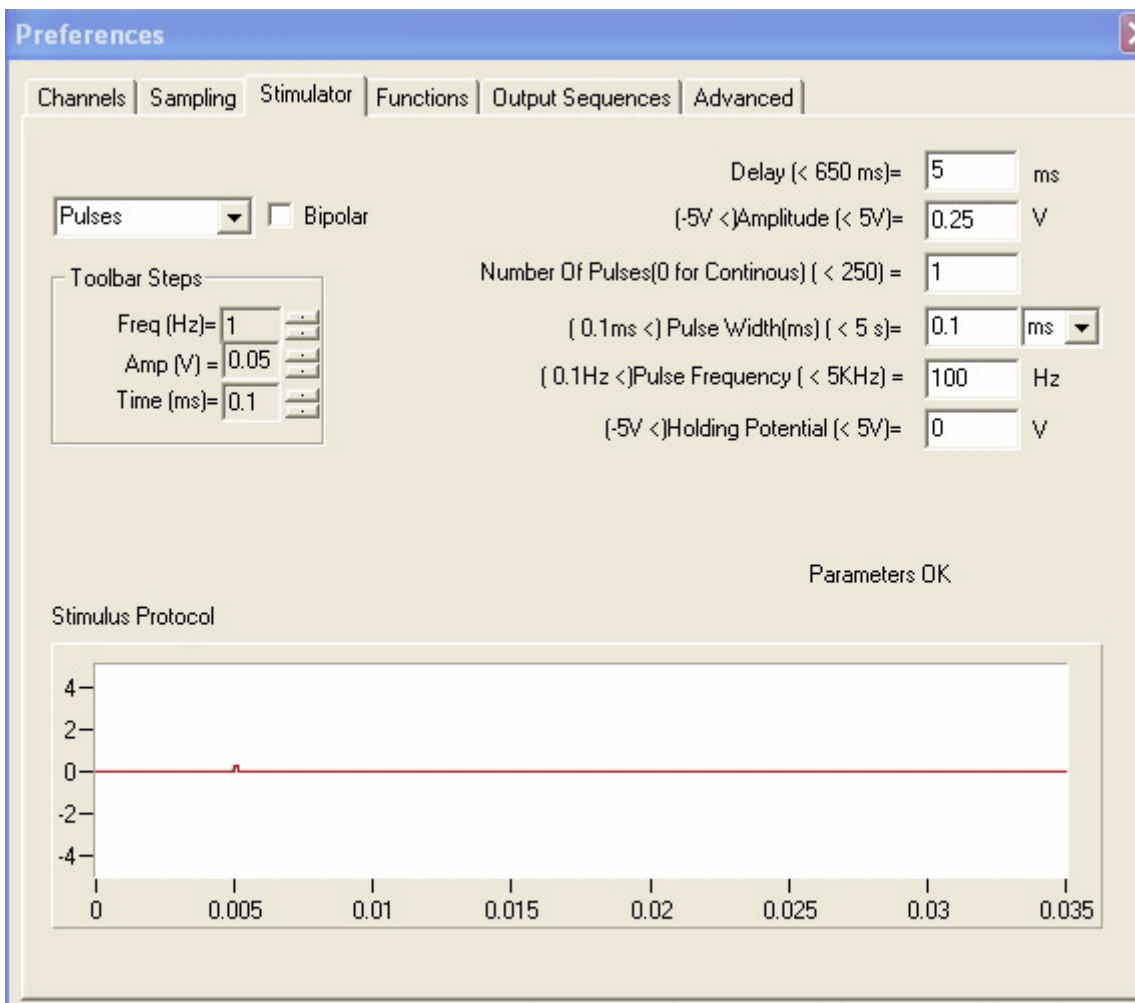 Preferences
Channels Sampling Stimulator Functions Output Sequences Advanced
Delay (< 650 ms)= 5 ms
Pulses Bipolar
(-5V <)Amplitude (< 5V)= 0.25 V
Toolbar Steps
Number Of Pulses(0 for Continous) ( < 250) = 1
Freq (Hz)= 1
( 0.1ms <) Pulse Width(ms) ( < 5 s)= 0.1 ms
Amp (V) = 0.05
( 0.1Hz <)Pulse Frequency ( < 5KHz) = 100 Hz
Time (ms)= 0.1
(-5V <)Holding Potential (< 5V)= 0 V
Parameters OK
Stimulus Protocol
4
2
0
-2
-4
0 0.005 0.01 0.015 0.02 0.025 0.03 0.035